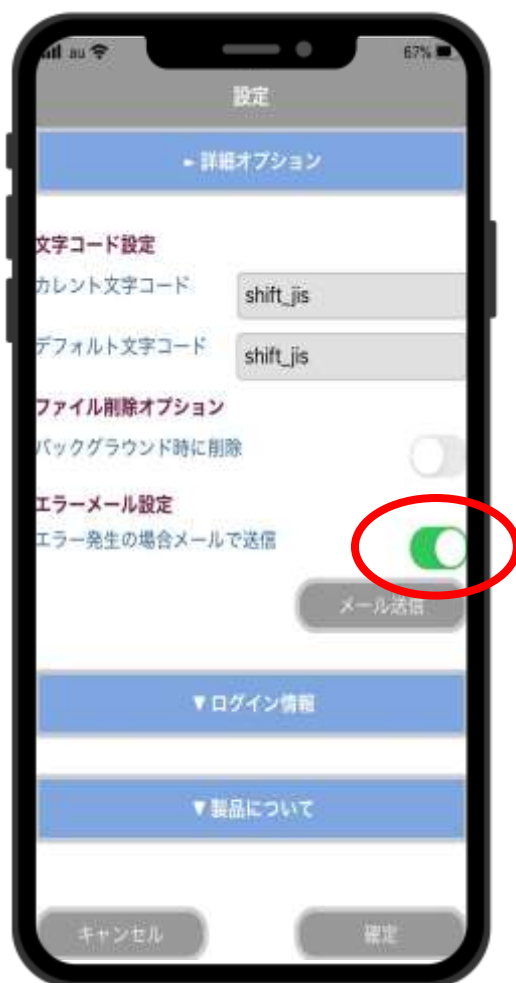 au 67%
設定
詳細オプション
文字コード設定
カレント文字コード shift_jis
デフォルト文字コード shift_jis
ファイル削除オプション
バックグラウンド時に削除
エラーメール設定
エラー発生の場合メールで送信
メール送信
▼ログイン情報
▼製品について
キャンセル 確定